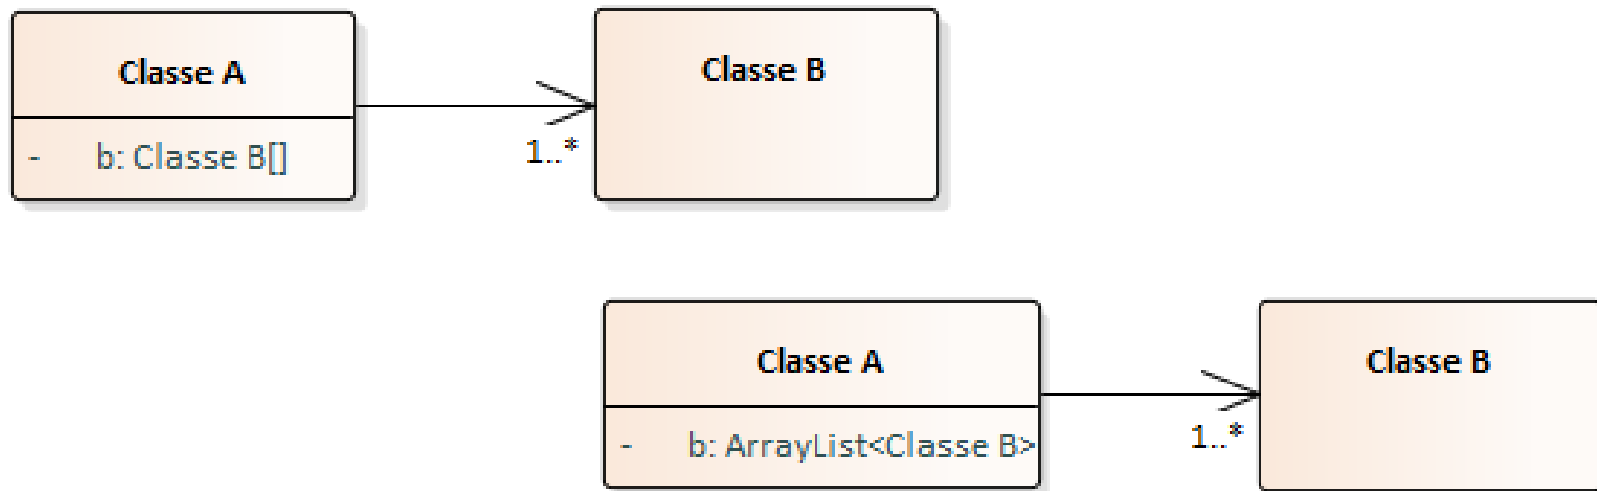 Classe A
- b: Classe B[]
Classe B
1..*
Classe A
- b: ArrayList<Classe B>
Classe B
1..*